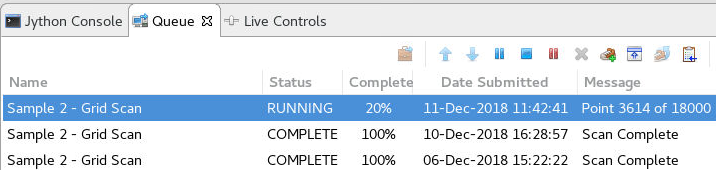 Jython Console Queue Live Controls
Name Status Complete Date Submitted Message
Sample 2 - Grid Scan RUNNING 20% 11-Dec-2018 11:42:41 Point 3614 of 18000
Sample 2 - Grid Scan COMPLETE 100% 10-Dec-2018 16:28:57 Scan Complete
Sample 2 - Grid Scan COMPLETE 100% 06-Dec-2018 15:22:22 Scan Complete